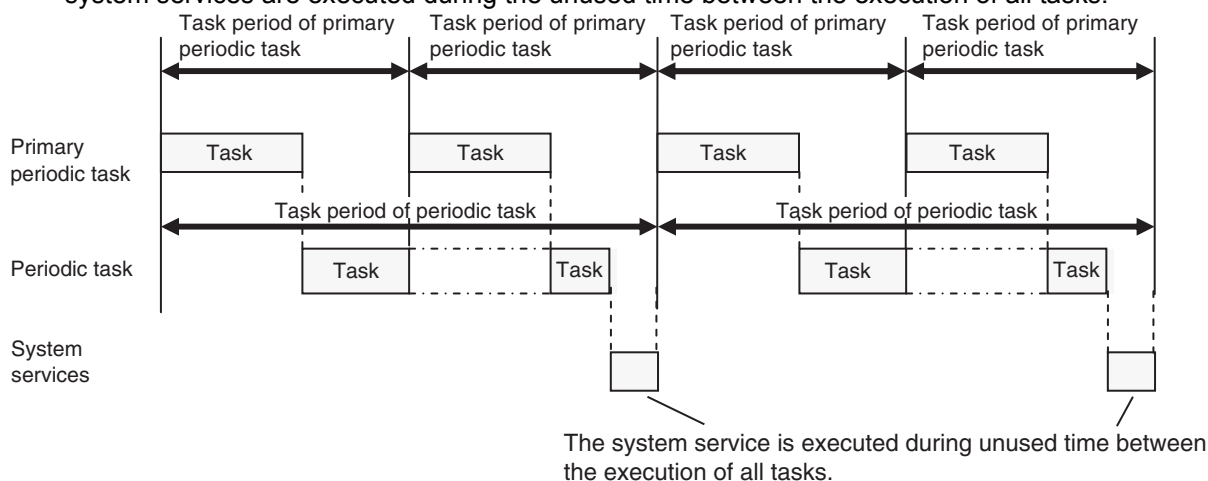 system services are executed during the unused time between the execution of all tasks.
Task period of primary
periodic task
Task period of primary
periodic task
Task period of primary
periodic task
Task period of primary
periodic task
Primary
periodic task
Task
Task
Task
Task
Task period of periodic task
Task period of periodic task
Periodic task
Task
Task
Task
Task
System
services
The system service is executed during unused time between
the execution of all tasks.